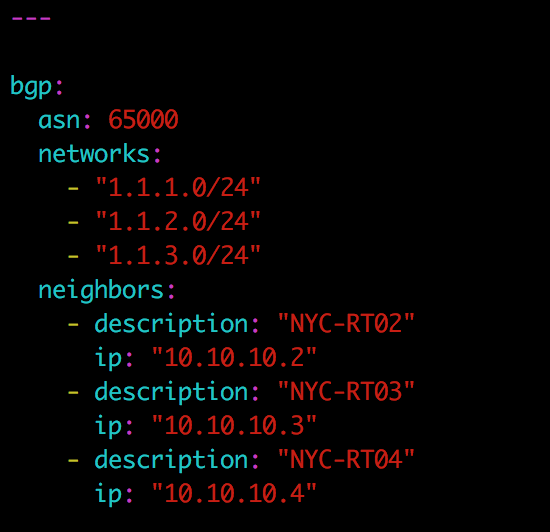 ---
bgp:
  asn: 65000
  networks:
    - "1.1.1.0/24"
    - "1.1.2.0/24"
    - "1.1.3.0/24"
  neighbors:
    - description: "NYC-RT02"
      ip: "10.10.10.2"
    - description: "NYC-RT03"
      ip: "10.10.10.3"
    - description: "NYC-RT04"
      ip: "10.10.10.4"